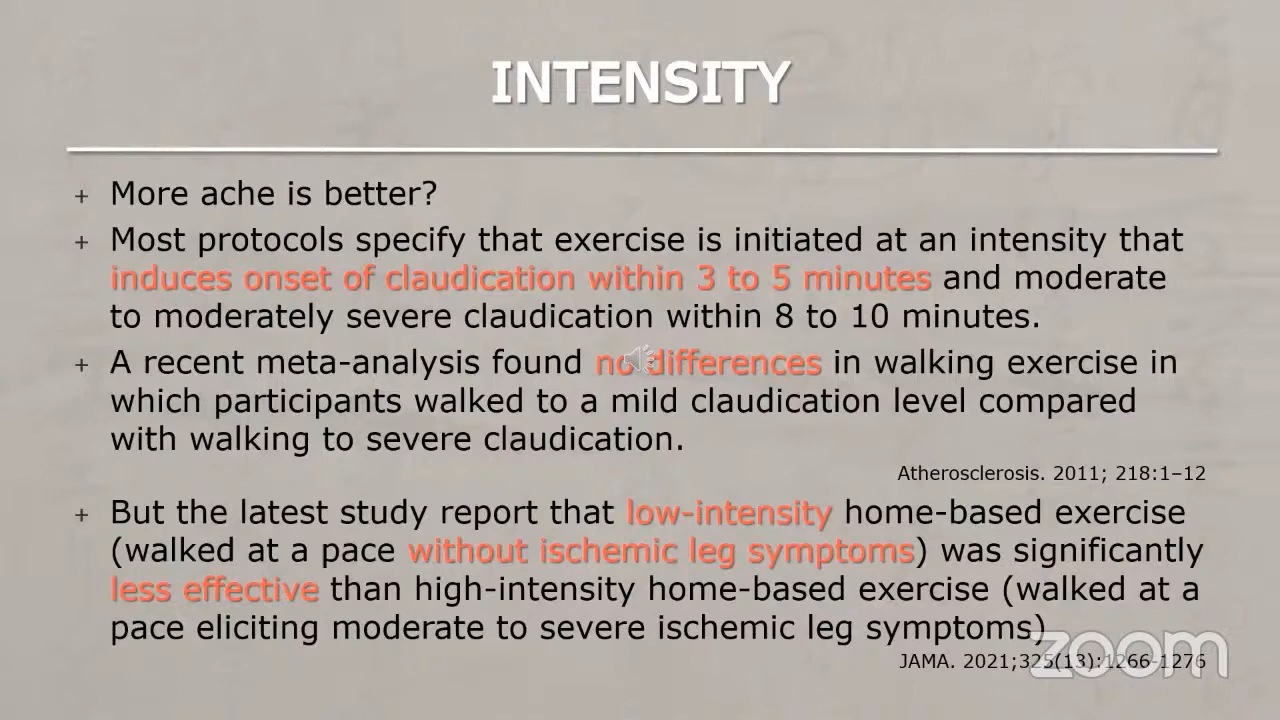 INTENSITY
+ More ache is better?
+ Most protocols specify that exercise is initiated at an intensity that
induces onset of claudication within 3 to 5 minutes and moderate
to moderately severe claudication within 8 to 10 minutes.
+ A recent meta-analysis found no differences in walking exercise in
which participants walked to a mild claudication level compared
with walking to severe claudication.
Atherosclerosis. 2011; 218:1–12
+ But the latest study report that low-intensity home-based exercise
(walked at a pace without ischemic leg symptoms) was significantly
less effective than high-intensity home-based exercise (walked at a
pace eliciting moderate to severe ischemic leg symptoms)
JAMA. 2021;325(13):1266-1276
zoom